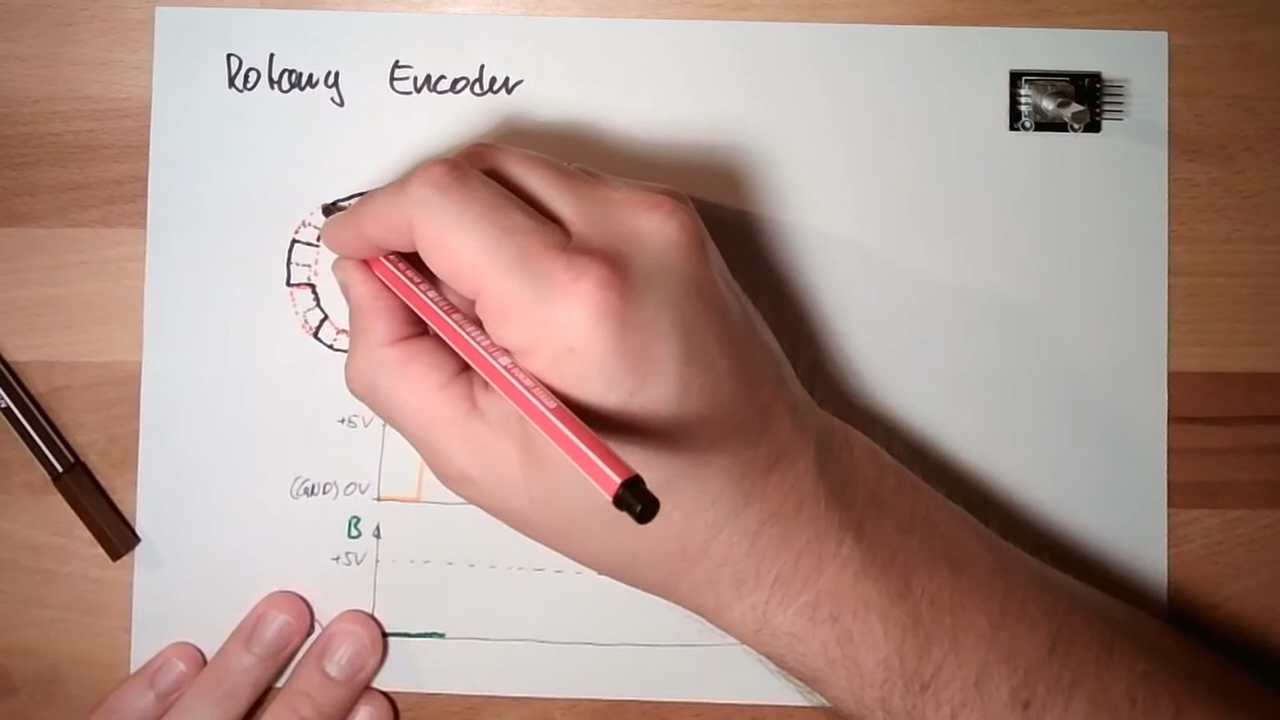 Rotary Encoder
+5V
(GND) 0V
B
+5V